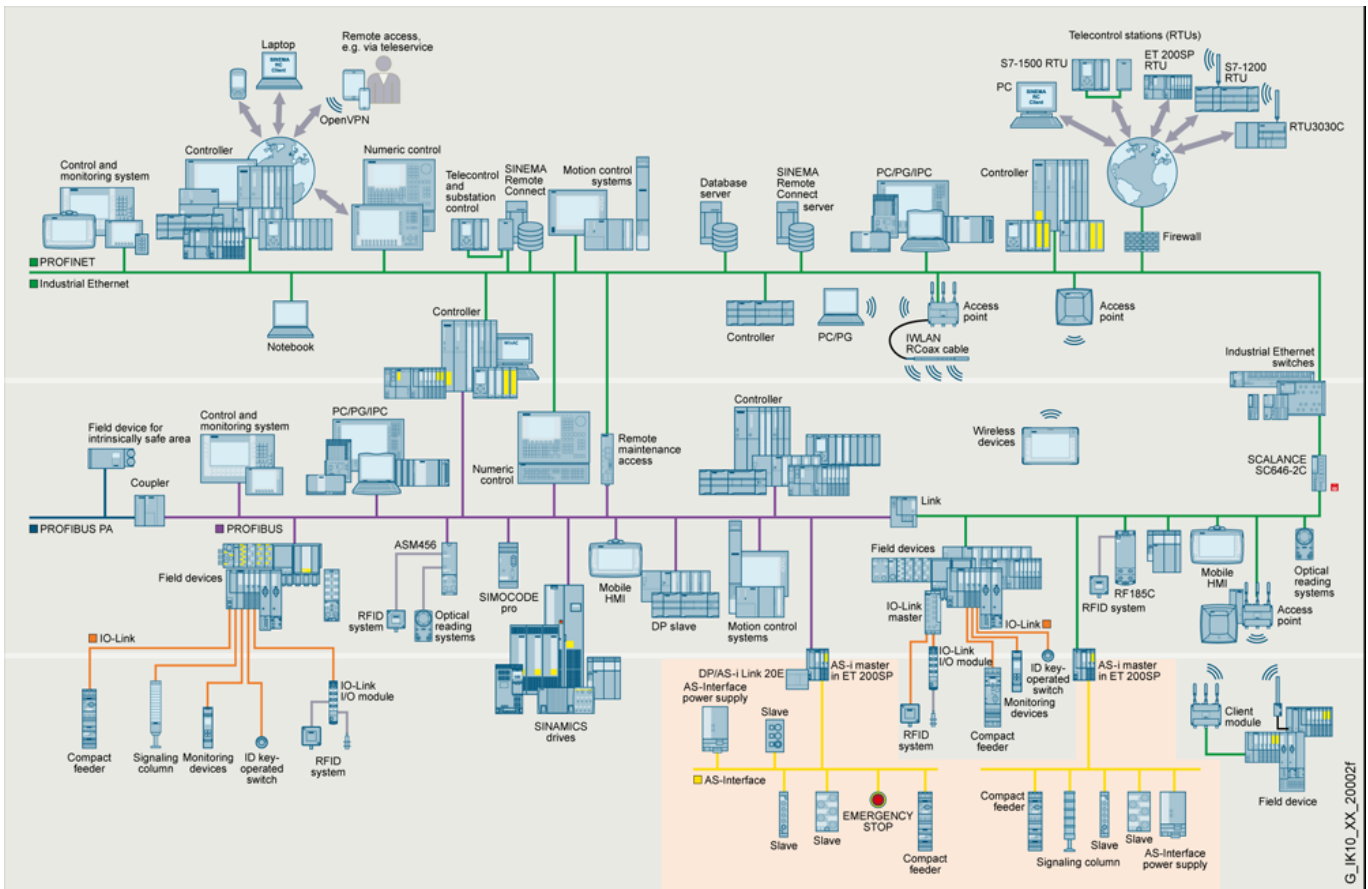 Laptop
SINEMA
RC
Client
Remote access,
e.g. via teleservice
OpenVPN
Telecontrol stations (RTUs)
S7-1500 RTU
ET 200SP
RTU
S7-1200
RTU
PC
SINEMA
RC
Client
RTU3030C
Control and
monitoring system
Controller
Numeric control
Telecontrol
and
substation
control
SINEMA
Remote
Connect
Motion control
systems
Database
server
SINEMA
Remote
Connect
server
PC/PG/IPC
Controller
Firewall
PROFINET
Industrial Ethernet
Notebook
Controller
WinAC
Controller
PC/PG
Access
point
IWLAN
RCoax cable
Access
point
Industrial Ethernet
switches
Field device for
intrinsically safe area
Control and
monitoring system
PC/PG/IPC
Numeric
control
Remote
maintenance
access
Controller
Wireless
devices
SCALANCE
SC646-2C
Coupler
Link
PROFIBUS PA
PROFIBUS
Field devices
ASM456
RFID
system
Optical
reading
systems
SIMOCODE
pro
Mobile
HMI
DP slave
Motion control
systems
Field devices
IO-Link
master
IO-Link
RFID system
RF185C
Mobile
HMI
Access
point
Optical
reading
systems
IO-Link
IO-Link
I/O module
Compact
feeder
Signaling
column
Monitoring
devices
ID key-
operated
switch
RFID
system
SINAMICS
drives
DP/AS-i Link 20E
AS-i master
in ET 200SP
AS-Interface
power supply
Slave
IO-Link
I/O module
RFID
system
ID key-
operated
switch
Monitoring
devices
Compact
feeder
AS-i master
in ET 200SP
Client
module
Field device
AS-Interface
Slave
Slave
EMERGENCY
STOP
Compact
feeder
Compact
feeder
Signaling column
Slave
Slave
AS-Interface
power supply
G_IK10_XX_20002f